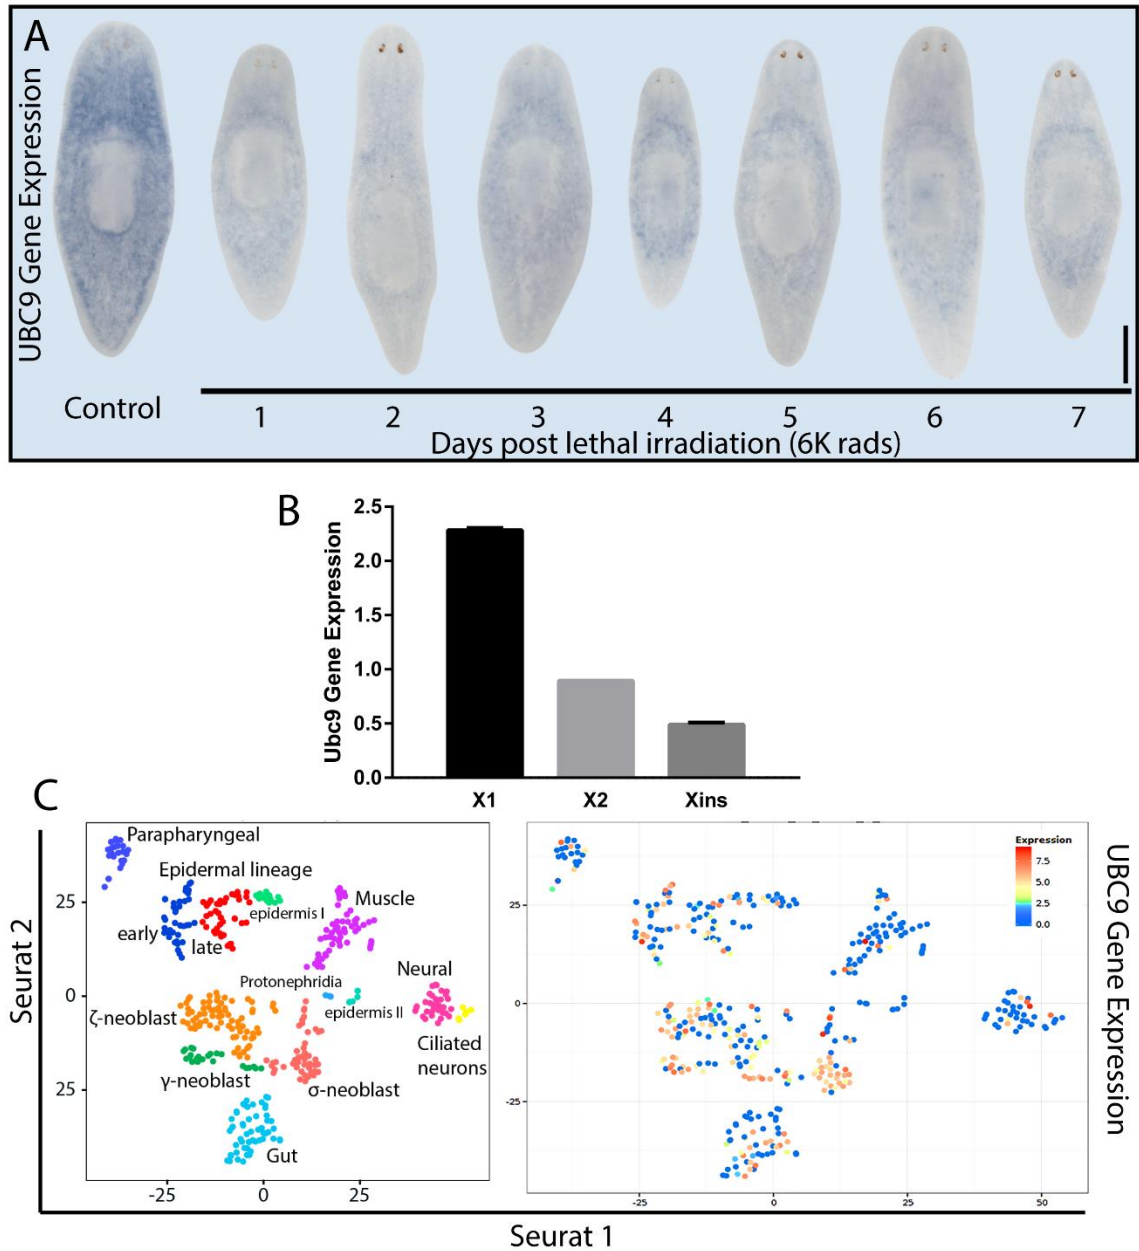 A
UBC9 Gene Expression
Control
1 2 3 4 5 6 7
Days post lethal irradiation (6K rads)
B
Ubc9 Gene Expression
2.5
2.0
1.5
1.0
0.5
0.0
X1 X2 Xins
C
Seurat 2
25
0
25
-25 0 25
Parapharyngeal
Epidermal lineage
epidermis I
early
late
Muscle
Protonephridia
epidermis II
Neural
Ciliated
neurons
ζ-neoblast
γ-neoblast
σ-neoblast
Gut
25
0
-25
-25 0 25 50
Expression
7.5
5.0
2.5
0.0
UBC9 Gene Expression
Seurat 1